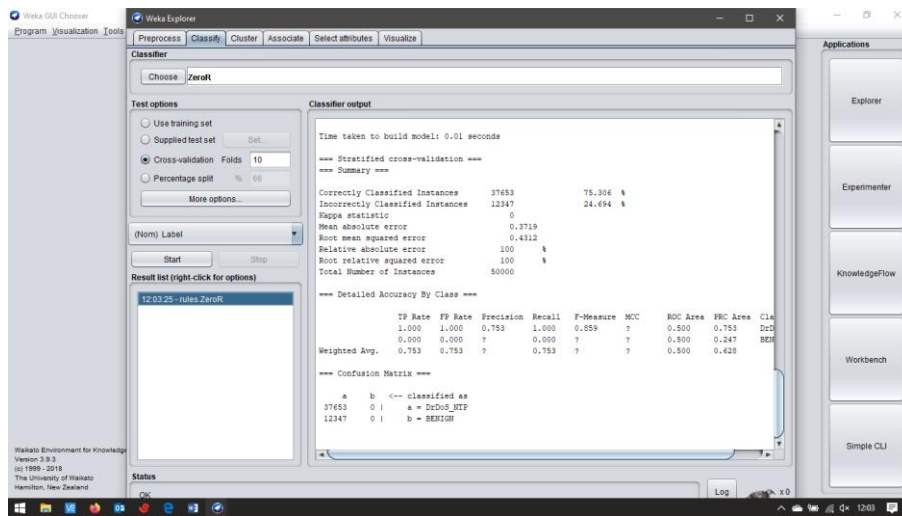 Weka GUI Chooser
Program Visualization Tools
Weka Explorer
Preprocess Classify Cluster Associate Select attributes Visualize
Classifier
Choose ZeroR
Test options
Use training set
Supplied test set Set...
Cross-validation Folds 10
Percentage split % 66
More options...
(Nom) Label
Start Stop
Result list (right-click for options)
12:03:25 - rules.ZeroR
Classifier output
Time taken to build model: 0.01 seconds
=== Stratified cross-validation ===
=== Summary ===
Correctly Classified Instances 37653 75.306 %
Incorrectly Classified Instances 12347 24.694 %
Kappa statistic 0
Mean absolute error 0.3719
Root mean squared error 0.4312
Relative absolute error 100 %
Root relative squared error 100 %
Total Number of Instances 50000
=== Detailed Accuracy By Class ===
TP Rate FP Rate Precision Recall F-Measure MCC ROC Area PRC Area Cla
1.000 1.000 0.753 1.000 0.859 ? 0.500 0.753 DrD
0.000 0.000 ? 0.000 ? ? 0.500 0.247 BEN
Weighted Avg. 0.753 0.753 ? 0.753 ? ? 0.500 0.628
=== Confusion Matrix ===
a b <-- classified as
37653 0 | a = DrDoS_NTP
12347 0 | b = BENIGN
Status
OK
Log
x 0
Applications
Explorer
Experimenter
KnowledgeFlow
Workbench
Simple CLI
Waikato Environment for Knowledge
Version 3.9.3
(c) 1999 - 2018
The University of Waikato
Hamilton, New Zealand
12:03